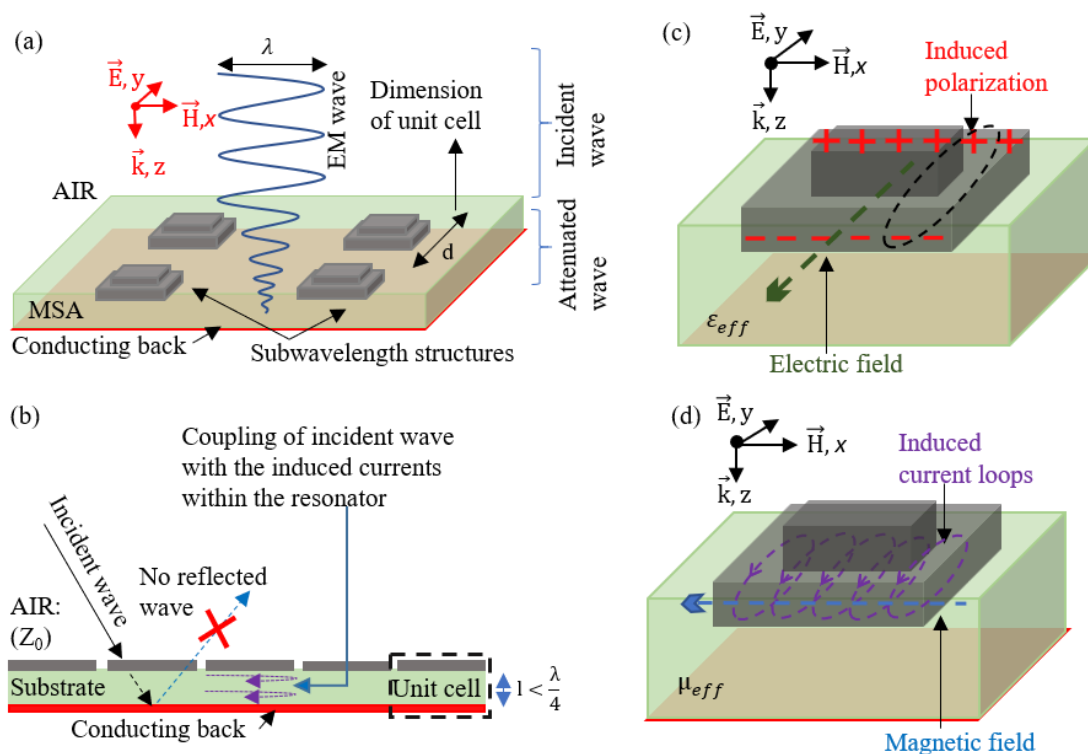 (a)
λ
E⃗, y
H⃗,x
k⃗, z
EM wave
Dimension
of unit cell
Incident
wave
Attenuated
wave
AIR
d
MSA
Conducting back
Subwavelength structures
(b)
Coupling of incident wave
with the induced currents
within the resonator
Incident wave
No reflected
wave
AIR:
(Z₀)
Substrate
Unit cell
l < λ/4
Conducting back
(c)
E⃗, y
H⃗,x
k⃗, z
Induced
polarization
+ + + + + +
− − − − − − −
ε_eff
Electric field
(d)
E⃗, y
H⃗, x
k⃗, z
Induced
current loops
μ_eff
Magnetic field